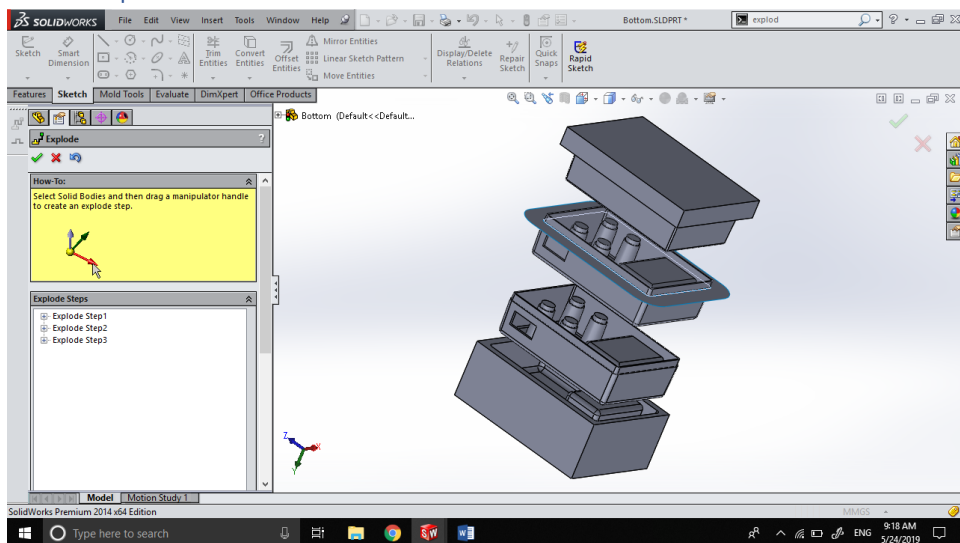 SOLIDWORKS File Edit View Insert Tools Window Help Bottom.SLDPRT * explod ?
Sketch Smart Dimension Trim Entities Convert Entities Offset Entities Mirror Entities Linear Sketch Pattern Move Entities Display/Delete Relations Repair Sketch Quick Snaps Rapid Sketch
Features Sketch Mold Tools Evaluate DimXpert Office Products
Bottom (Default<<Default...
Explode ?
How-To:
Select Solid Bodies and then drag a manipulator handle
to create an explode step.
Explode Steps
Explode Step1
Explode Step2
Explode Step3
Z X
Y
Model Motion Study 1
SolidWorks Premium 2014 x64 Edition MMGS
Type here to search SW W ENG 9:18 AM
5/24/2019